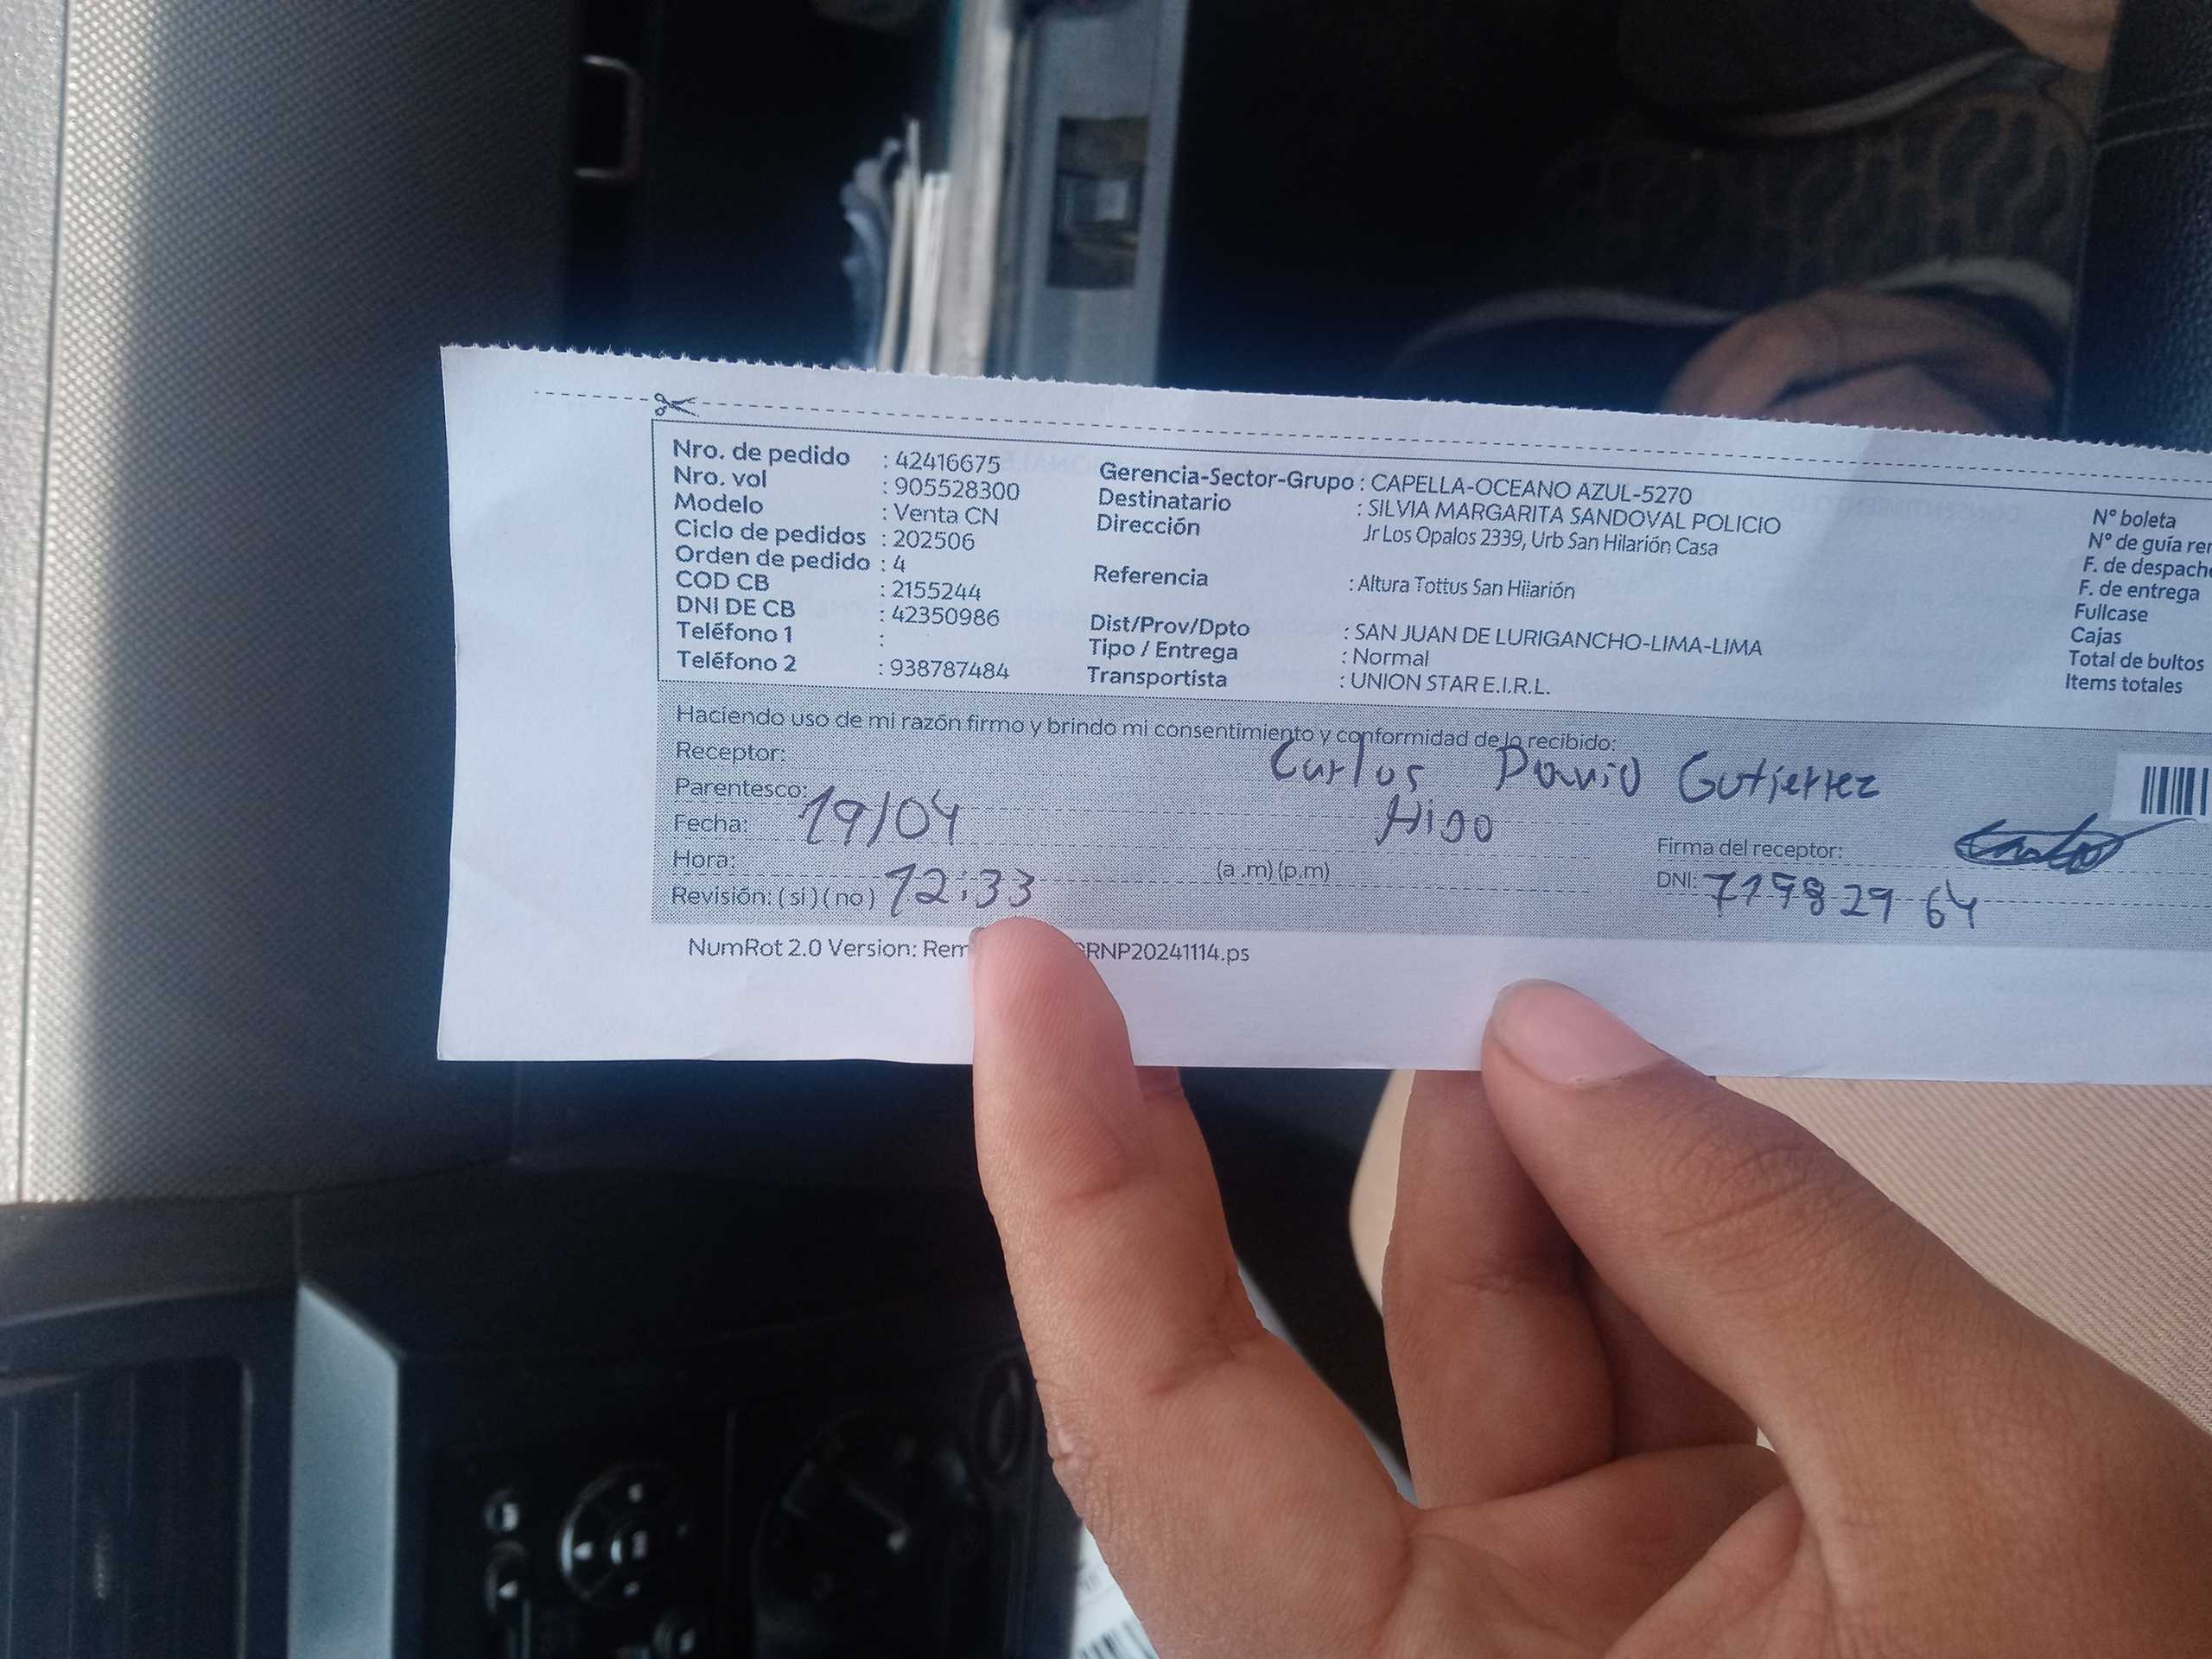 Nro. de pedido : 42416675
Nro. vol : 905528300
Modelo : Venta CN
Ciclo de pedidos : 202506
Orden de pedido : 4
COD CB : 2155244
DNI DE CB : 42350986
Teléfono 1 :
Teléfono 2 : 938787484
Gerencia-Sector-Grupo : CAPELLA-OCEANO AZUL-5270
Destinatario : SILVIA MARGARITA SANDOVAL POLICIO
Dirección Jr Los Opalos 2339, Urb San Hilarión Casa
Referencia : Altura Tottus San Hilarión
Dist/Prov/Dpto : SAN JUAN DE LURIGANCHO-LIMA-LIMA
Tipo / Entrega : Normal
Transportista : UNION STAR E.I.R.L.
N° boleta
N° de guía rem
F. de despacho
F. de entrega
Fullcase
Cajas
Total de bultos
Items totales
Haciendo uso de mi razón firmo y brindo mi consentimiento y conformidad de lo recibido:
Receptor: Carlos David Gutierrez
Parentesco: Higo
Fecha: 19/04
Hora: 12:33 (a .m) (p.m)
Revisión: ( si ) ( no )
Firma del receptor:
DNI: 71982964
NumRot 2.0 Version: Rem RNP20241114.ps